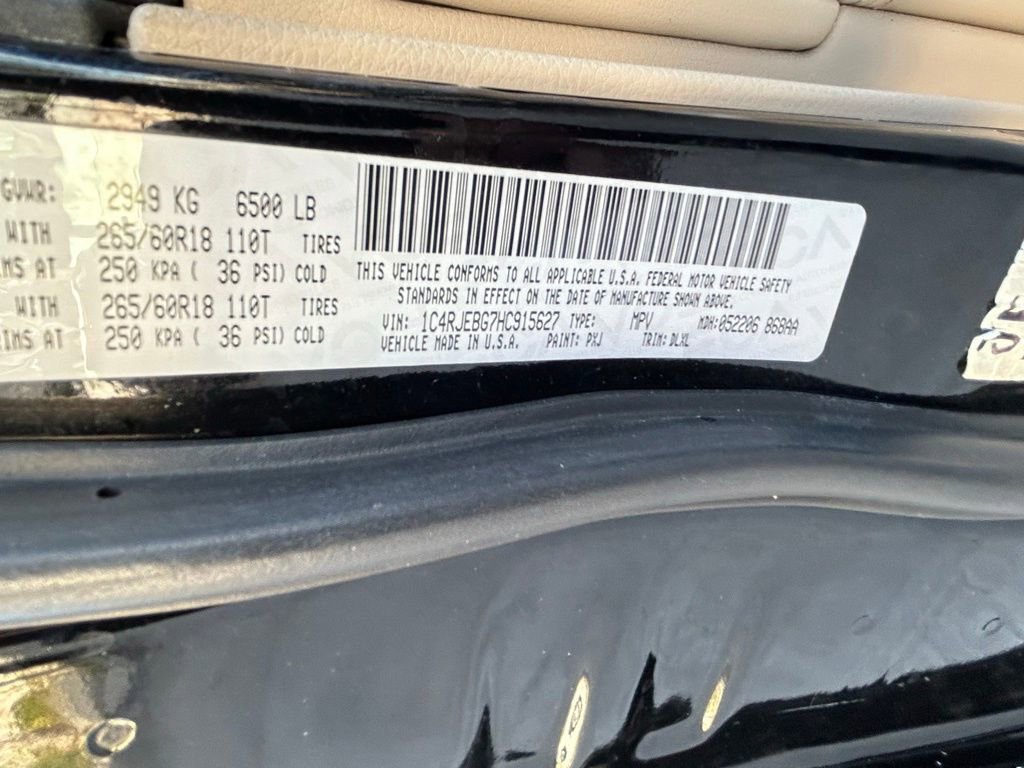 GVWR: 2949 KG 6500 LB
WITH 265/60R18 110T TIRES
IMS AT 250 KPA ( 36 PSI) COLD
WITH 265/60R18 110T TIRES
IMS AT 250 KPA ( 36 PSI) COLD
THIS VEHICLE CONFORMS TO ALL APPLICABLE U.S.A. FEDERAL MOTOR VEHICLE SAFETY
STANDARDS IN EFFECT ON THE DATE OF MANUFACTURE SHOWN ABOVE.
VIN: 1C4RJEBG7HC915627 TYPE: MPV MDH: 052206 868AA
VEHICLE MADE IN U.S.A. PAINT: PXJ TRIM: DLXL